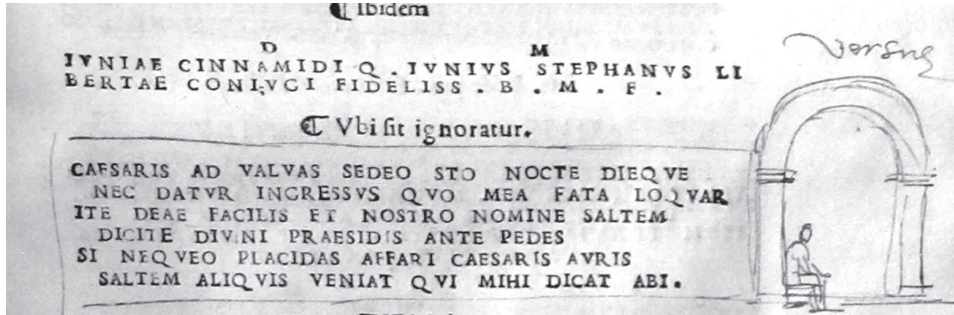 ¶ Ibidem
D M
IVNIAE CINNAMIDI Q . IVNIVS STEPHANVS LI
BERTAE CONIVGI FIDELISS . B . M . F .
¶ Vbi sit ignoratur.
versus
CAESARIS AD VALVAS SEDEO STO NOCTE DIEQVE
NEC DATVR INGRESSVS QVO MEA FATA LOQVAR
ITE DEAE FACILIS ET NOSTRO NOMINE SALTEM
DICITE DIVINI PRAESIDIS ANTE PEDES
SI NEQVEO PLACIDAS AFFARI CAESARIS AVRIS
SALTEM ALIQVIS VENIAT QVI MIHI DICAT ABI.